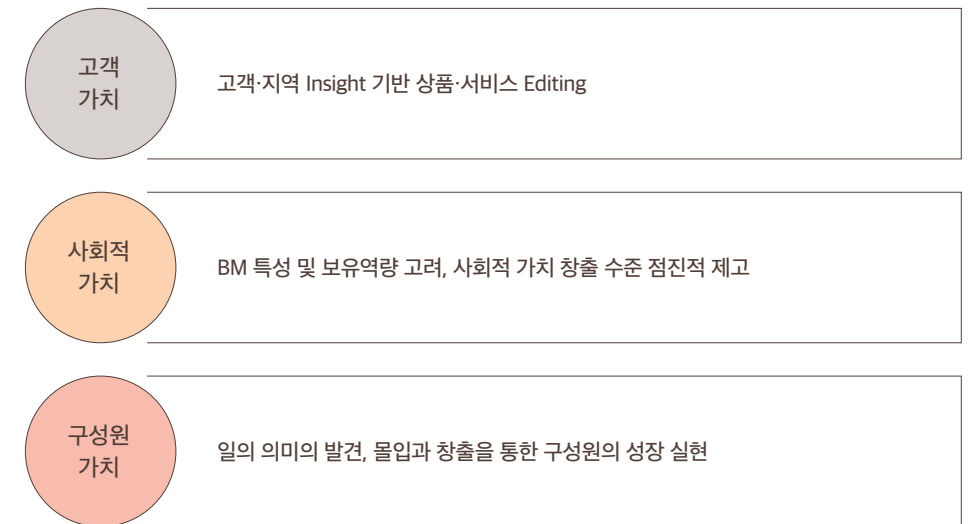 고객
가치
고객·지역 Insight 기반 상품·서비스 Editing
사회적
가치
BM 특성 및 보유역량 고려, 사회적 가치 창출 수준 점진적 제고
구성원
가치
일의 의미의 발견, 몰입과 창출을 통한 구성원의 성장 실현